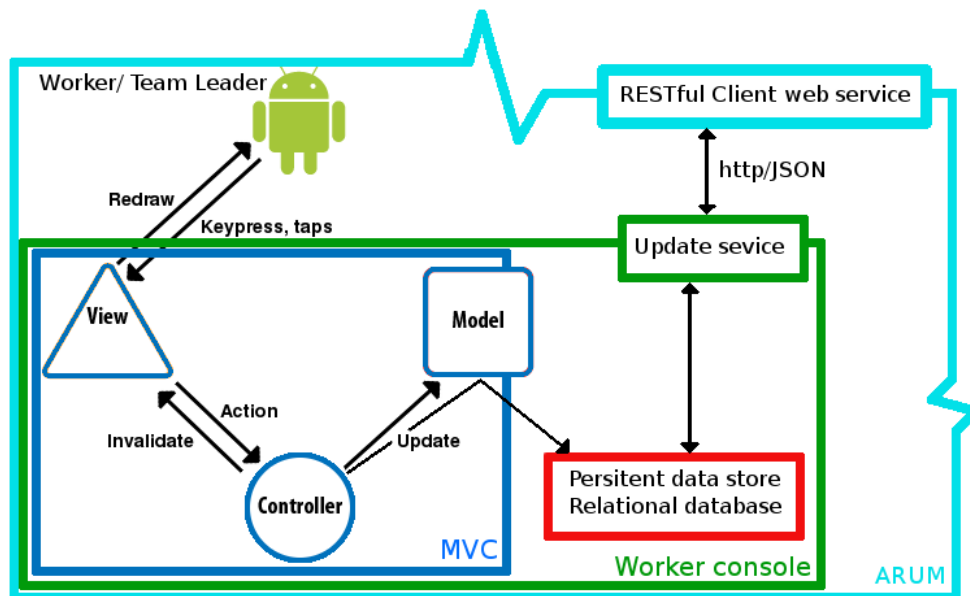 Worker/ Team Leader
RESTful Client web service
http/JSON
Redraw
Keypress, taps
Update sevice
View
Model
Action
Invalidate
Update
Controller
Persitent data store
Relational database
MVC
Worker console
ARUM